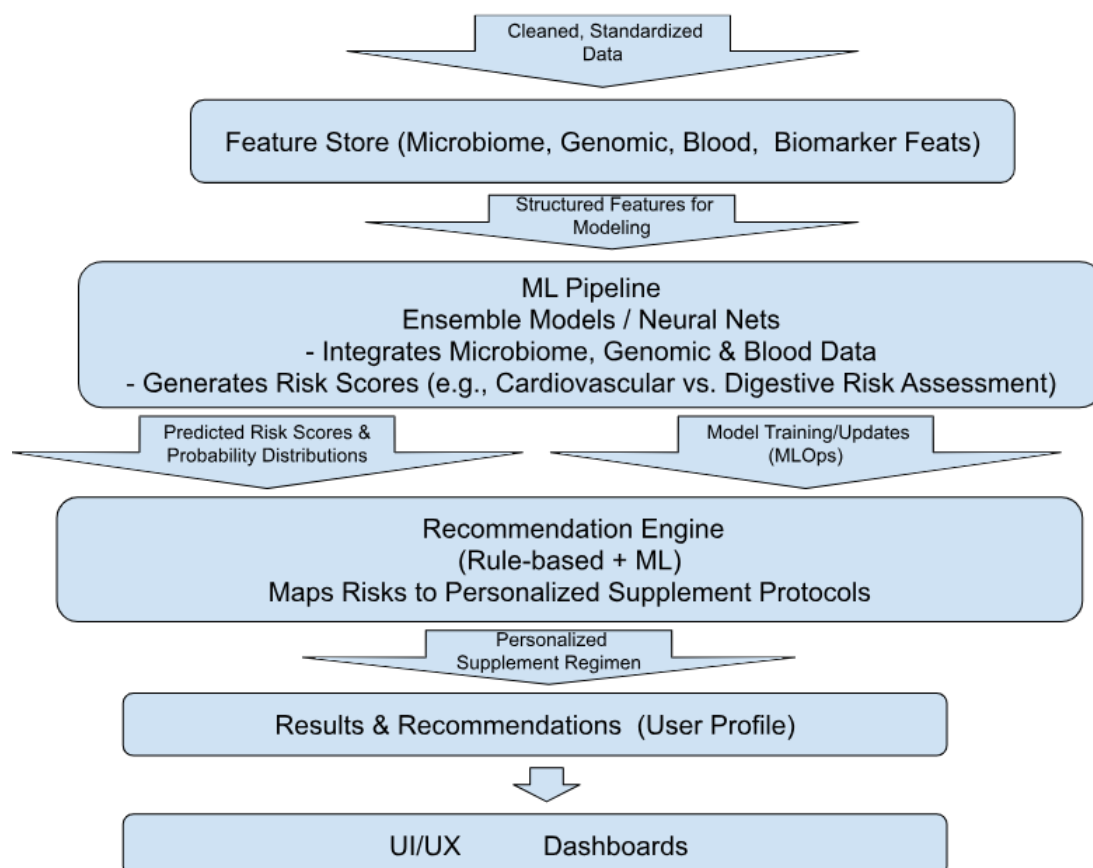 Cleaned, Standardized
Data
Feature Store (Microbiome, Genomic, Blood,  Biomarker Feats)
Structured Features for
Modeling
ML Pipeline
Ensemble Models / Neural Nets
- Integrates Microbiome, Genomic & Blood Data
- Generates Risk Scores (e.g., Cardiovascular vs. Digestive Risk Assessment)
Predicted Risk Scores &
Probability Distributions
Model Training/Updates
(MLOps)
Recommendation Engine
(Rule-based + ML)
Maps Risks to Personalized Supplement Protocols
Personalized
Supplement Regimen
Results & Recommendations  (User Profile)
UI/UX          Dashboards